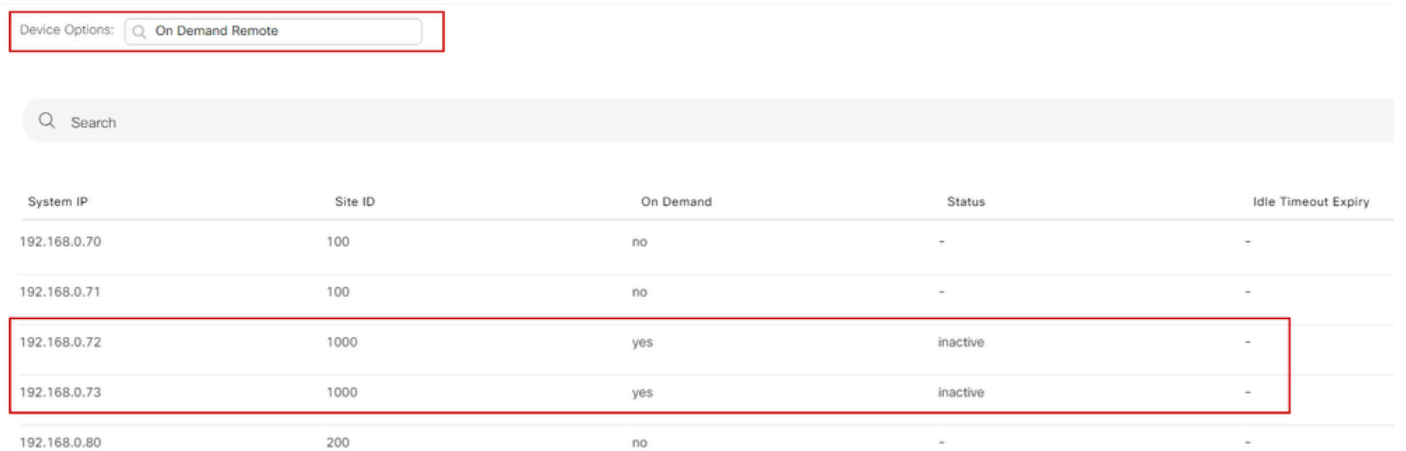 Device Options: On Demand Remote
Search
System IP Site ID On Demand Status Idle Timeout Expiry
192.168.0.70 100 no - -
192.168.0.71 100 no - -
192.168.0.72 1000 yes inactive -
192.168.0.73 1000 yes inactive -
192.168.0.80 200 no - -